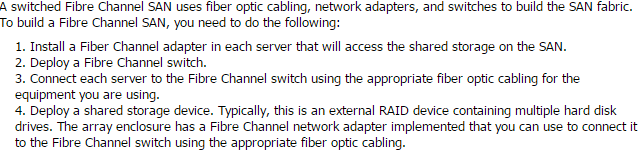 A switched Fibre Channel SAN uses fiber optic cabling, network adapters, and switches to build the SAN fabric.
To build a Fibre Channel SAN, you need to do the following:
1. Install a Fiber Channel adapter in each server that will access the shared storage on the SAN.
2. Deploy a Fibre Channel switch.
3. Connect each server to the Fibre Channel switch using the appropriate fiber optic cabling for the
equipment you are using.
4. Deploy a shared storage device. Typically, this is an external RAID device containing multiple hard disk
drives. The array enclosure has a Fibre Channel network adapter implemented that you can use to connect it
to the Fibre Channel switch using the appropriate fiber optic cabling.